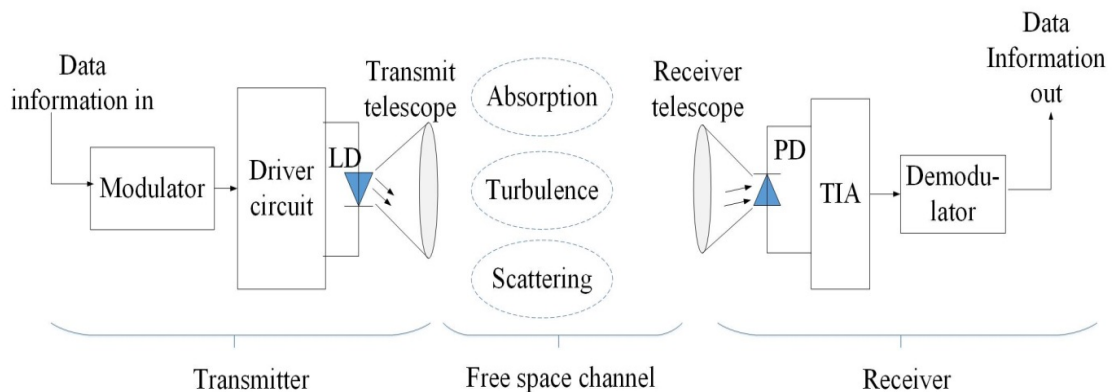 Data
information in
Modulator
Driver
circuit
LD
Transmit
telescope
Absorption
Turbulence
Scattering
Receiver
telescope
PD
TIA
Demodu-
lator
Data
Information
out
Transmitter
Free space channel
Receiver